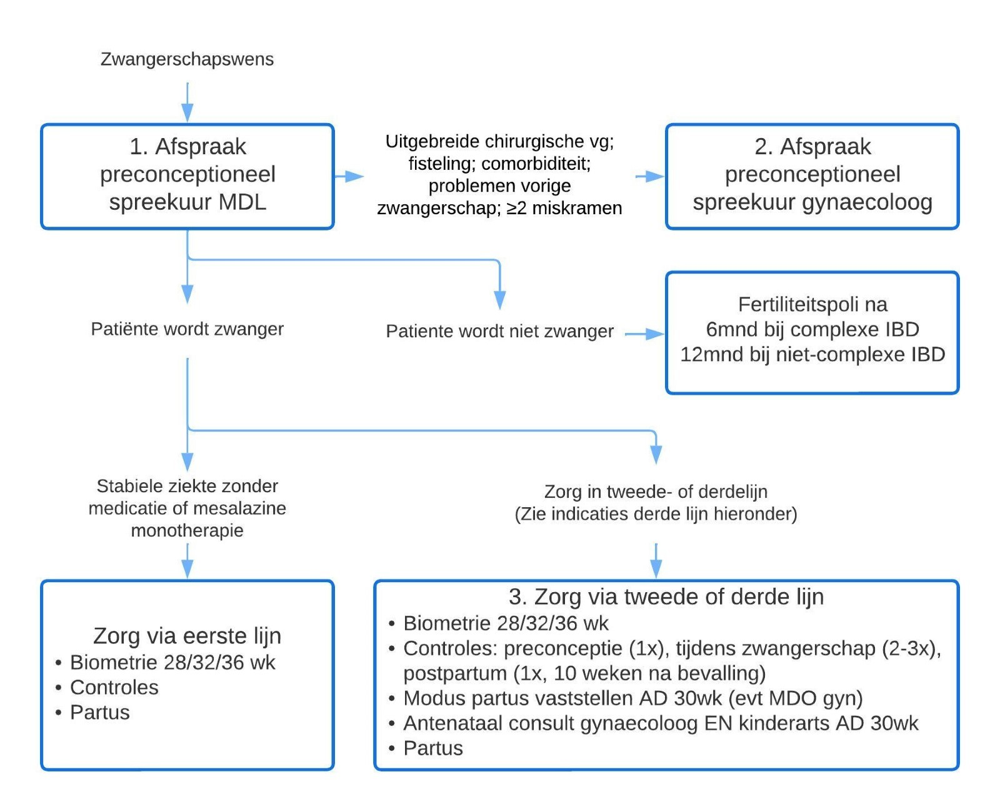 Zwangerschapswens
1. Afspraak
preconceptioneel
spreekuur MDL
Uitgebreide chirurgische vg;
fisteling; comorbiditeit;
problemen vorige
zwangerschap; ≥2 miskramen
2. Afspraak
preconceptioneel
spreekuur gynaecoloog
Patiënte wordt zwanger
Patiente wordt niet zwanger
Fertiliteitspoli na
6mnd bij complexe IBD
12mnd bij niet-complexe IBD
Stabiele ziekte zonder
medicatie of mesalazine
monotherapie
Zorg in tweede- of derdelijn
(Zie indicaties derde lijn hieronder)
Zorg via eerste lijn
• Biometrie 28/32/36 wk
• Controles
• Partus
3. Zorg via tweede of derde lijn
• Biometrie 28/32/36 wk
• Controles: preconceptie (1x), tijdens zwangerschap (2-3x),
postpartum (1x, 10 weken na bevalling)
• Modus partus vaststellen AD 30wk (evt MDO gyn)
• Antenataal consult gynaecoloog EN kinderarts AD 30wk
• Partus